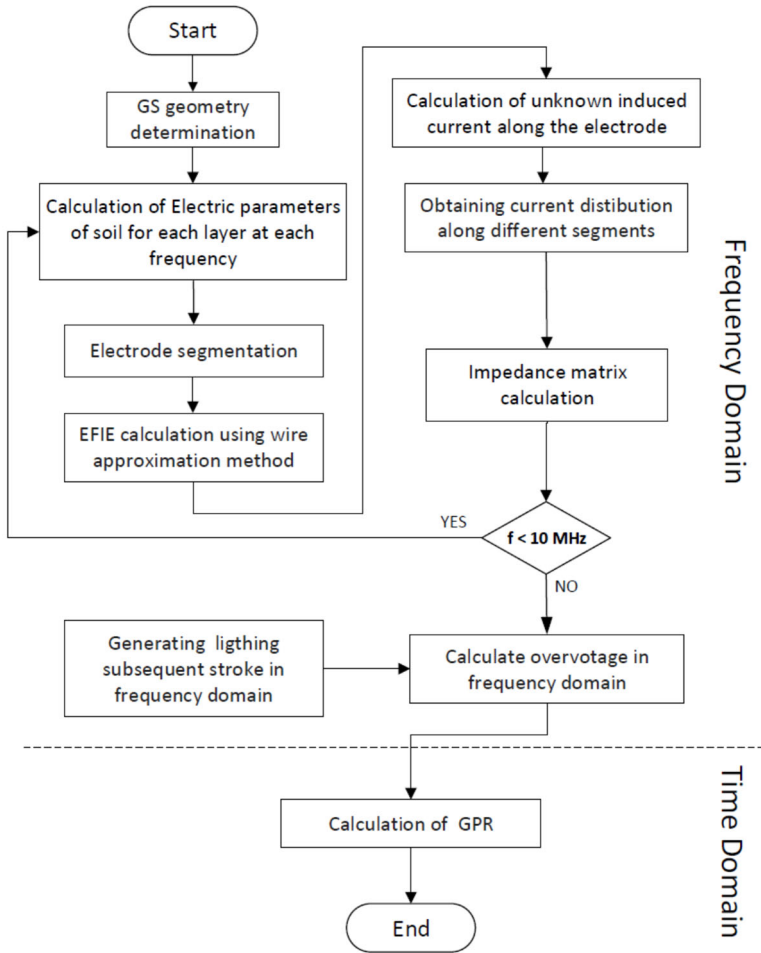 Start
GS geometry
determination
Calculation of Electric parameters
of soil for each layer at each
frequency
Electrode segmentation
EFIE calculation using wire
approximation method
Calculation of unknown induced
current along the electrode
Obtaining current distibution
along different segments
Impedance matrix
calculation
f < 10 MHz
YES
NO
Generating ligthing
subsequent stroke in
frequency domain
Calculate overvotage in
frequency domain
Frequency Domain
Calculation of GPR
End
Time Domain